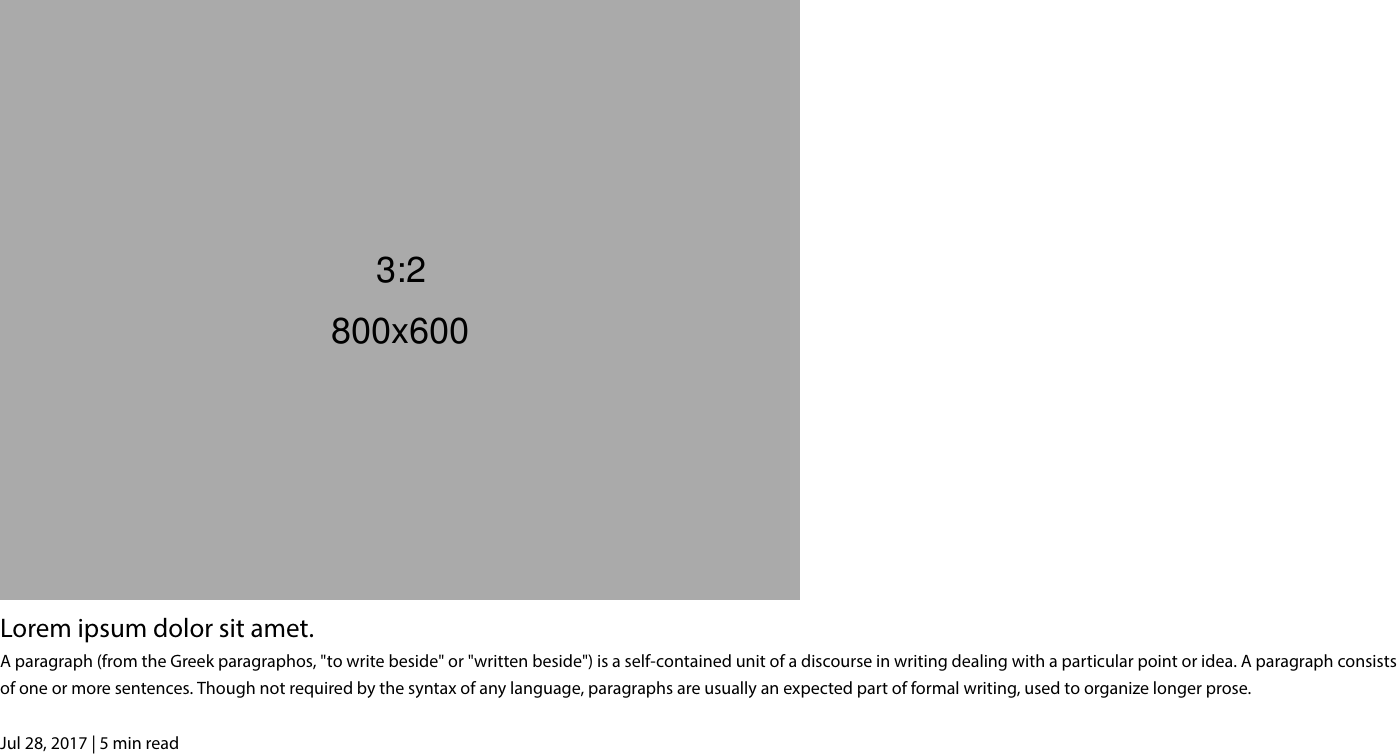 3:2
800x600
Lorem ipsum dolor sit amet.
A paragraph (from the Greek paragraphos, "to write beside" or "written beside") is a self-contained unit of a discourse in writing dealing with a particular point or idea. A paragraph consists
of one or more sentences. Though not required by the syntax of any language, paragraphs are usually an expected part of formal writing, used to organize longer prose.
Jul 28, 2017 | 5 min read